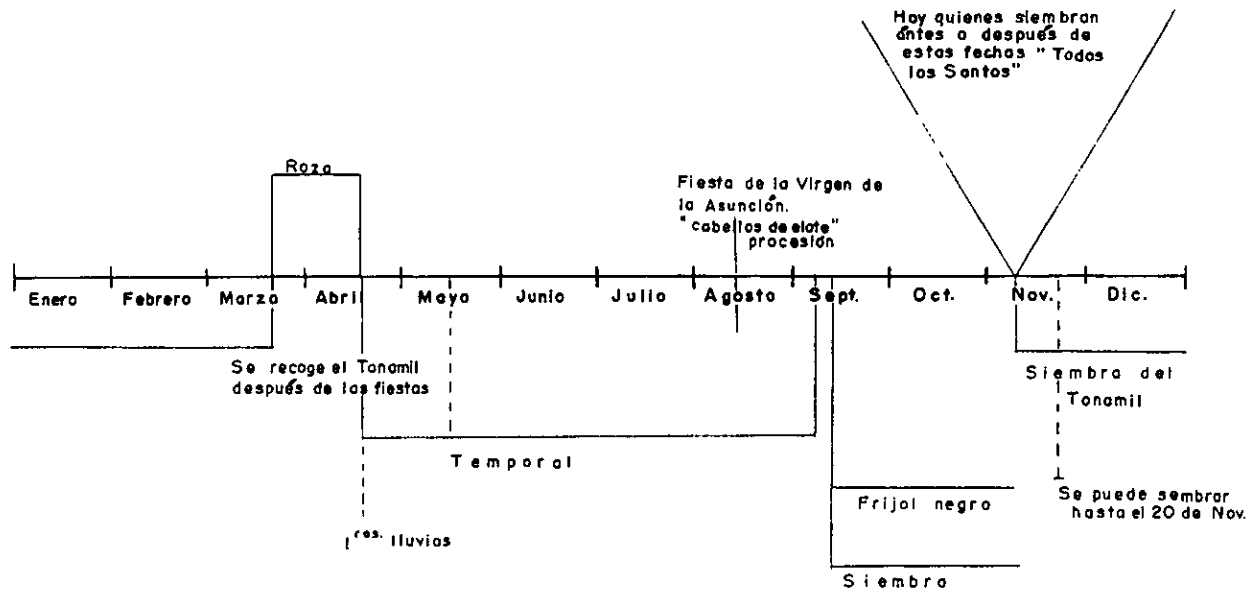 Hay quienes siembran
ántes o después de
estas fechas "Todos
los Santos"
Roza
Fiesta de la Virgen de
la Asunción.
"cabellos de elote"
procesión
Enero Febrero Marzo Abril Mayo Junio Julio Agosto Sept. Oct. Nov. Dic.
Se recoge el Tonamil
después de las fiestas
Siembra del
Tonamil
Temporal
Frijol negro
Se puede sembrar
hasta el 20 de Nov.
1ras. lluvias
Siembra